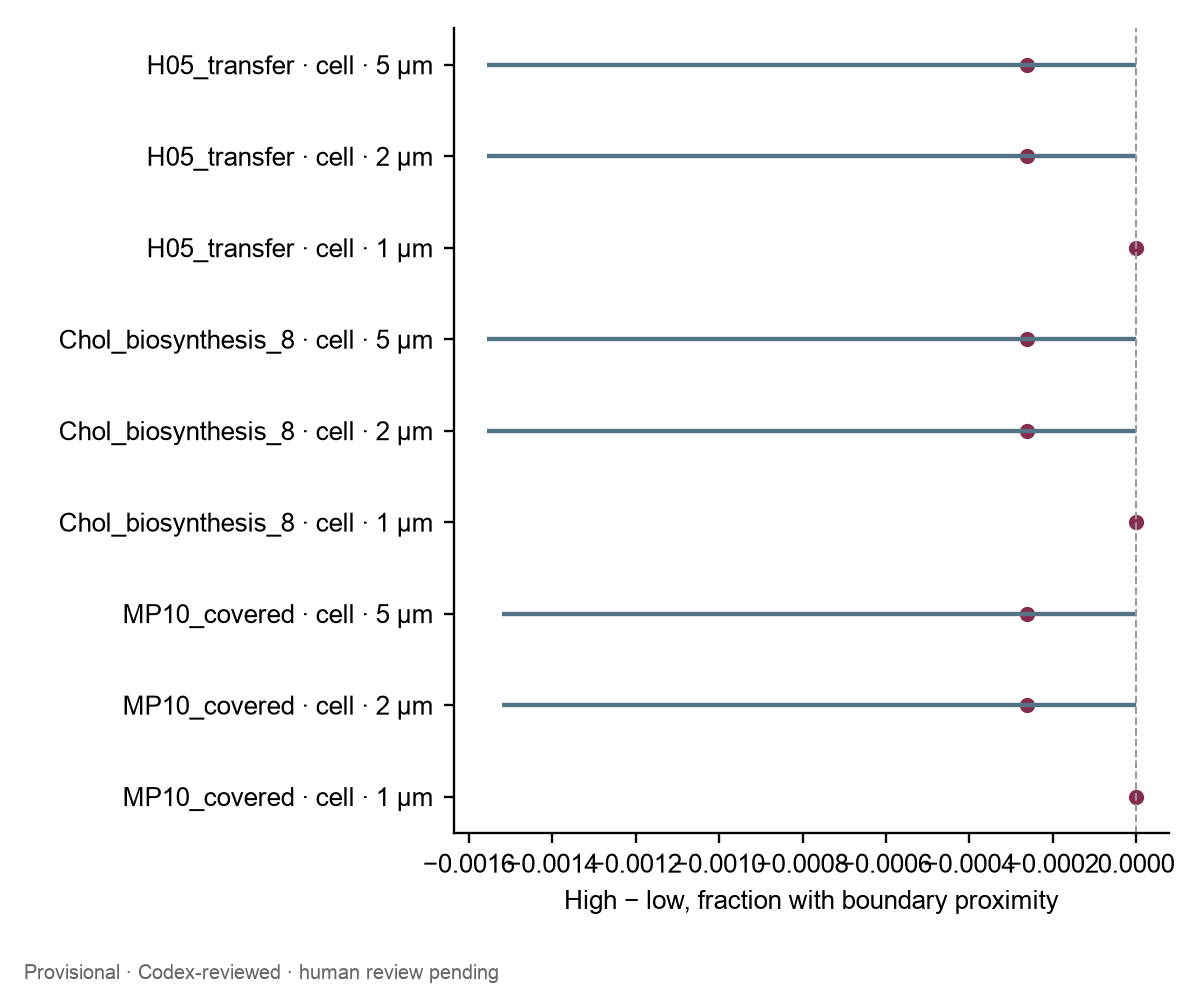 H05_transfer · cell · 5 µm
H05_transfer · cell · 2 µm
H05_transfer · cell · 1 µm
Chol_biosynthesis_8 · cell · 5 µm
Chol_biosynthesis_8 · cell · 2 µm
Chol_biosynthesis_8 · cell · 1 µm
MP10_covered · cell · 5 µm
MP10_covered · cell · 2 µm
MP10_covered · cell · 1 µm
−0.0016 −0.0014 −0.0012 −0.0010 −0.0008 −0.0006 −0.0004 −0.0002 0.0000
High − low, fraction with boundary proximity
Provisional · Codex-reviewed · human review pending